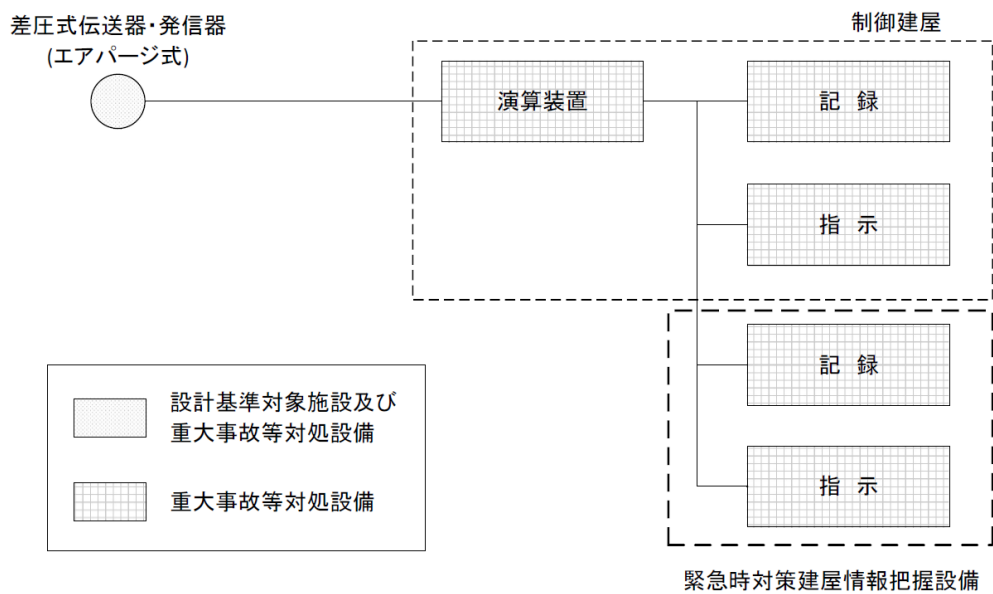 差圧式伝送器・発信器
(エアパージ式)
制御建屋
演算装置
記 録
指 示
記 録
指 示
設計基準対象施設及び
重大事故等対処設備
重大事故等対処設備
緊急時対策建屋情報把握設備